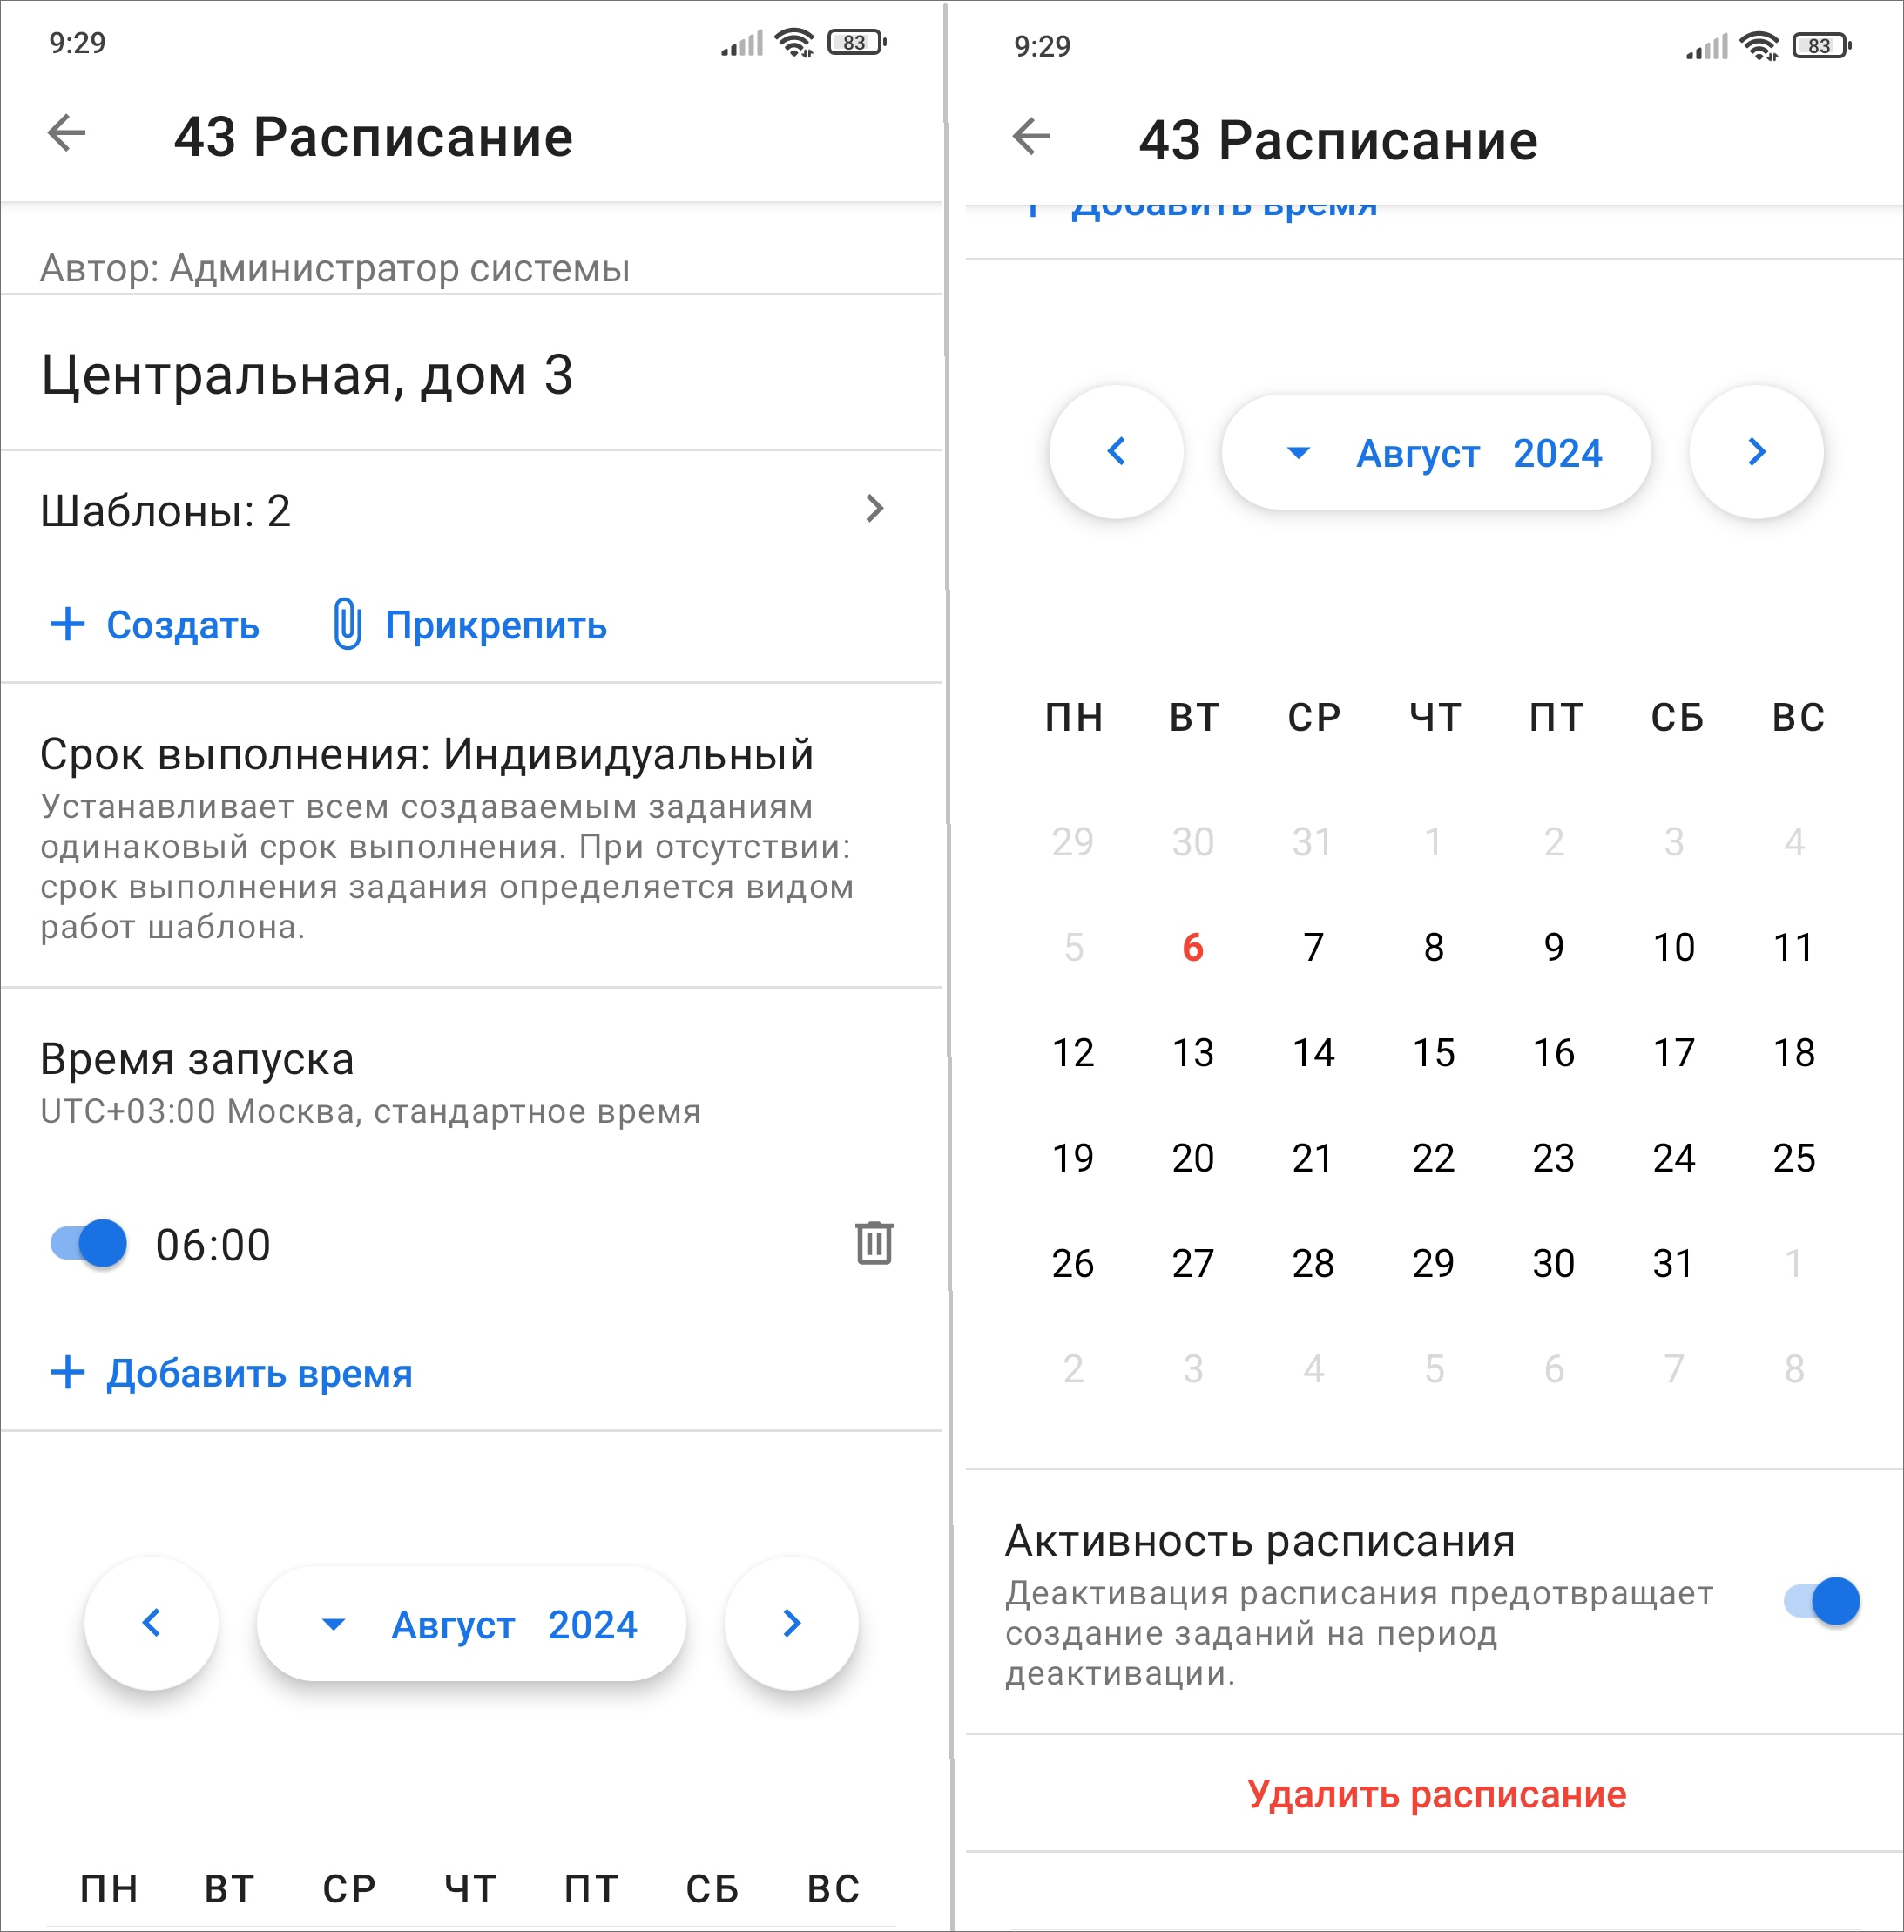 9:29
83
43 Расписание
Автор: Администратор системы
Центральная, дом 3
Шаблоны: 2
+ Создать Прикрепить
Срок выполнения: Индивидуальный
Устанавливает всем создаваемым заданиям
одинаковый срок выполнения. При отсутствии:
срок выполнения задания определяется видом
работ шаблона.
Время запуска
UTC+03:00 Москва, стандартное время
06:00
+ Добавить время
Август 2024
ПН ВТ СР ЧТ ПТ СБ ВС
9:29
83
43 Расписание
+ Добавить время
Август 2024
ПН ВТ СР ЧТ ПТ СБ ВС
29 30 31 1 2 3 4
5 6 7 8 9 10 11
12 13 14 15 16 17 18
19 20 21 22 23 24 25
26 27 28 29 30 31 1
2 3 4 5 6 7 8
Активность расписания
Деактивация расписания предотвращает
создание заданий на период
деактивации.
Удалить расписание